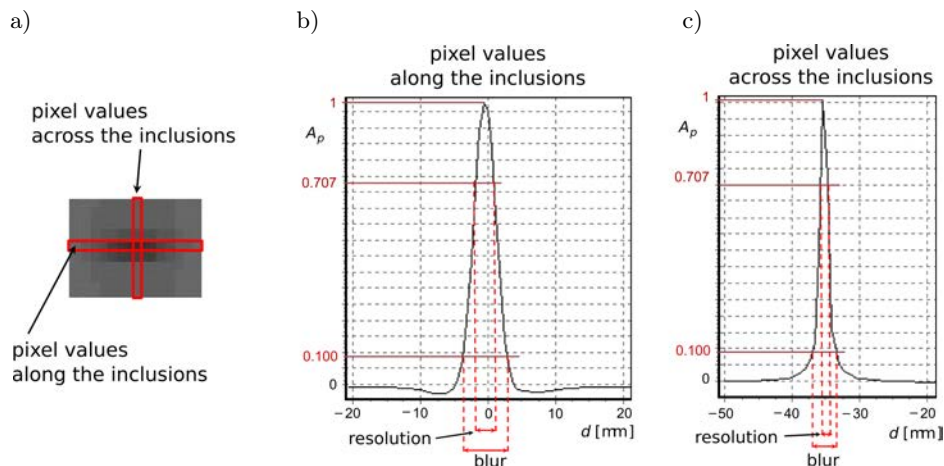 a)
pixel values
across the inclusions
pixel values
along the inclusions
b)
pixel values
along the inclusions
1
A_p
0.707
0.100
0
-20 -10 0 10 20
resolution
d [mm]
blur
c)
pixel values
across the inclusions
1
A_p
0.707
0.100
0
-50 -40 -30 -20
resolution
d [mm]
blur